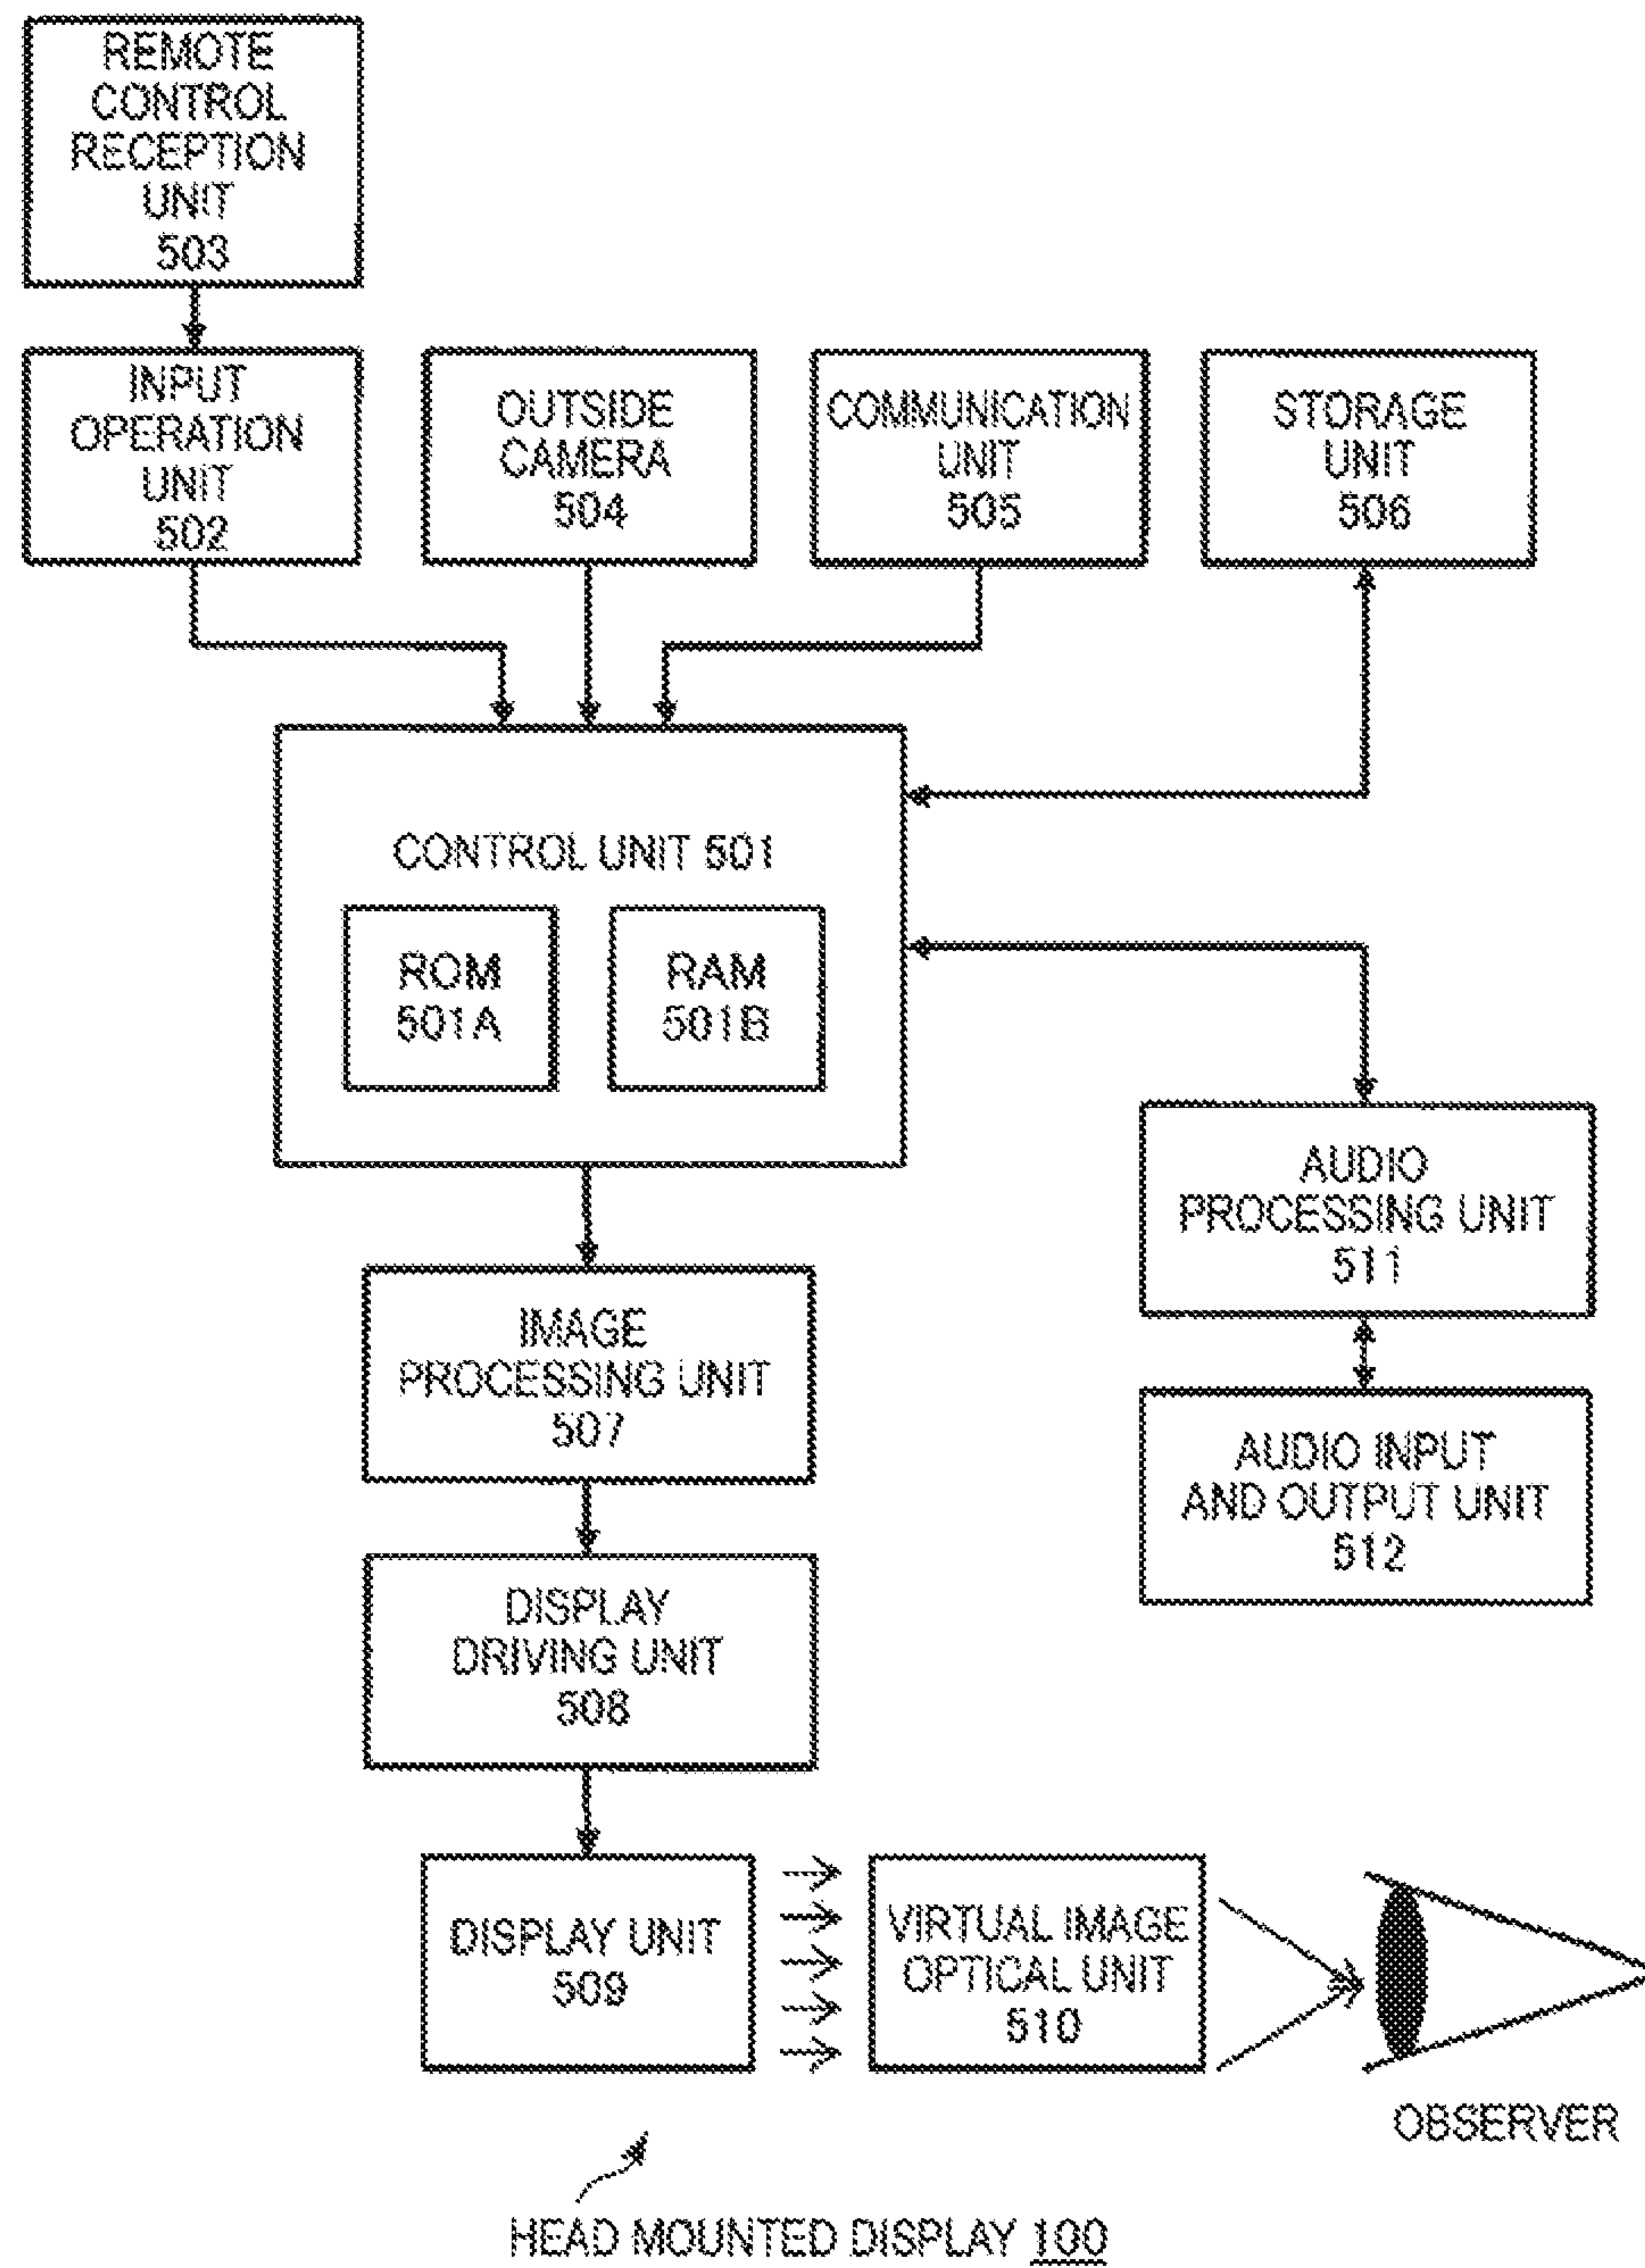 REMOTE
CONTROL
RECEPTION
UNIT
503
INPUT
OPERATION
UNIT
502
OUTSIDE
CAMERA
504
COMMUNICATION
UNIT
505
STORAGE
UNIT
506
CONTROL UNIT 501
ROM
501A
RAM
501B
AUDIO
PROCESSING UNIT
511
IMAGE
PROCESSING UNIT
507
AUDIO INPUT
AND OUTPUT UNIT
512
DISPLAY
DRIVING UNIT
508
DISPLAY UNIT
509
VIRTUAL IMAGE
OPTICAL UNIT
510
OBSERVER
HEAD MOUNTED DISPLAY 100